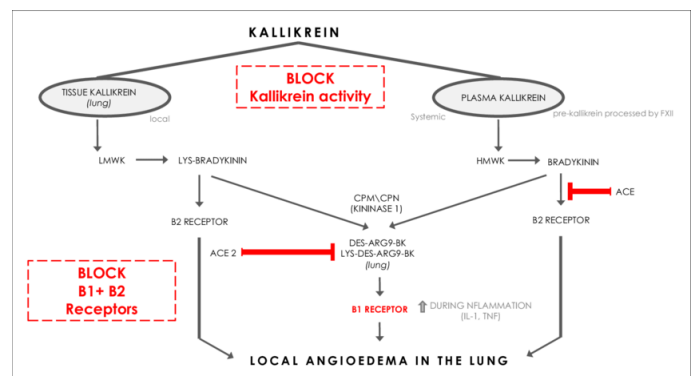 KALLIKREIN
BLOCK
Kallikrein activity
TISSUE KALLIKREIN
(lung)
local
PLASMA KALLIKREIN
Systemic
pre-kallikrein processed by FXII
LMWK
LYS-BRADYKININ
HMWK
BRADYKININ
CPM\CPN
(KININASE 1)
ACE
B2 RECEPTOR
B2 RECEPTOR
ACE 2
DES-ARG9-BK
LYS-DES-ARG9-BK
(lung)
BLOCK
B1+ B2
Receptors
B1 RECEPTOR
DURING NFLAMMATION
(IL-1, TNF)
LOCAL ANGIOEDEMA IN THE LUNG